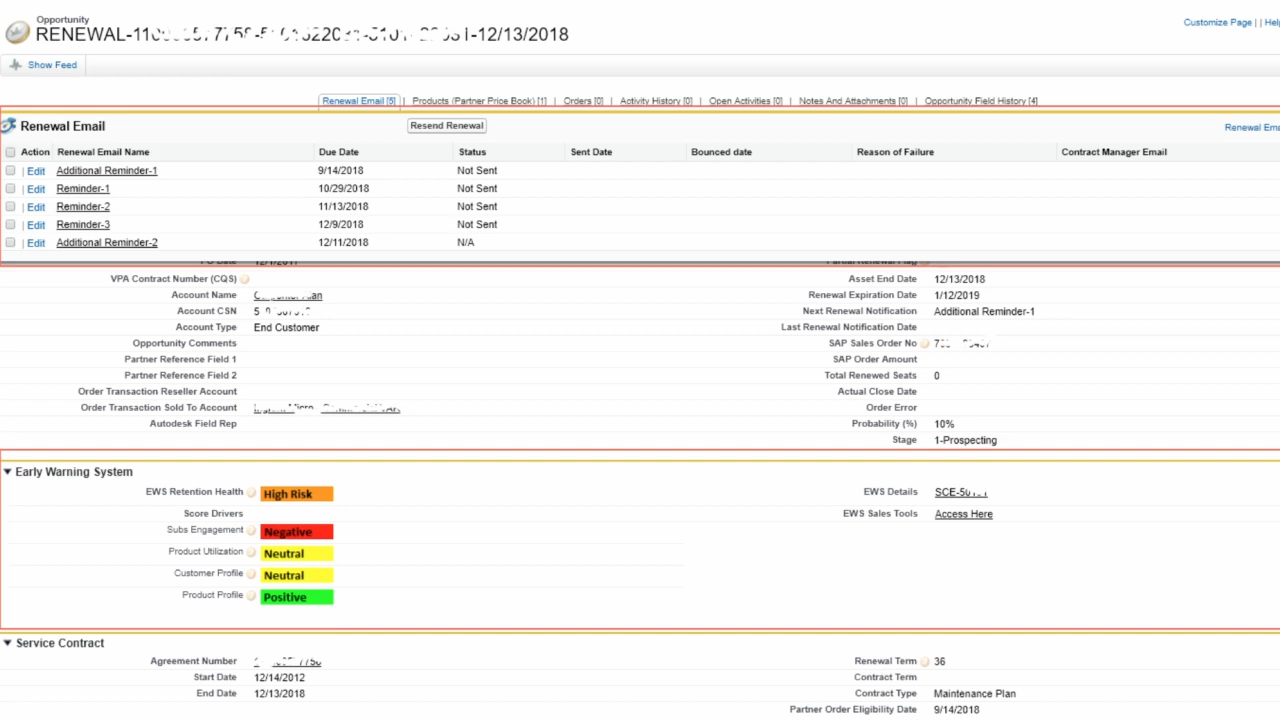 Opportunity
12/13/2018
Customize Page | | Help
Show Feed
Renewal Email [5] | Products (Partner Price Book) [1] | Orders [0] | Activity History [0] | Open Activities [0] | Notes And Attachments [0] | Opportunity Field History [4]
Renewal Email Resend Renewal Renewal Ema
Action Renewal Email Name Due Date Status Sent Date Bounced date Reason of Failure Contract Manager Email
| Edit Additional Reminder-1 9/14/2018 Not Sent
| Edit Reminder-1 10/29/2018 Not Sent
| Edit Reminder-2 11/13/2018 Not Sent
| Edit Reminder-3 12/9/2018 Not Sent
| Edit Additional Reminder-2 12/11/2018 N/A
VPA Contract Number (CQS) Asset End Date 12/13/2018
Account Name Renewal Expiration Date 1/12/2019
Account CSN Next Renewal Notification Additional Reminder-1
Account Type End Customer Last Renewal Notification Date
Opportunity Comments SAP Sales Order No
Partner Reference Field 1 SAP Order Amount
Partner Reference Field 2 Total Renewed Seats 0
Order Transaction Reseller Account Actual Close Date
Order Transaction Sold To Account Order Error
Autodesk Field Rep Probability (%) 10%
Stage 1-Prospecting
Early Warning System
EWS Retention Health High Risk EWS Details
Score Drivers EWS Sales Tools Access Here
Subs Engagement Negative
Product Utilization Neutral
Customer Profile Neutral
Product Profile Positive
Service Contract
Agreement Number Renewal Term 36
Start Date 12/14/2012 Contract Term
End Date 12/13/2018 Contract Type Maintenance Plan
Partner Order Eligibility Date 9/14/2018